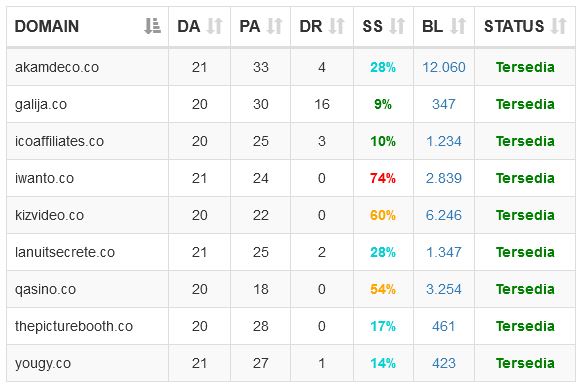 DOMAIN DA PA DR SS BL STATUS
akamdeco.co 21 33 4 28% 12.060 Tersedia
galija.co 20 30 16 9% 347 Tersedia
icoaffiliates.co 20 25 3 10% 1.234 Tersedia
iwanto.co 21 24 0 74% 2.839 Tersedia
kizvideo.co 20 22 0 60% 6.246 Tersedia
lanuitsecrete.co 21 25 2 28% 1.347 Tersedia
qasino.co 20 18 0 54% 3.254 Tersedia
thepicturebooth.co 20 28 0 17% 461 Tersedia
yougy.co 21 27 1 14% 423 Tersedia